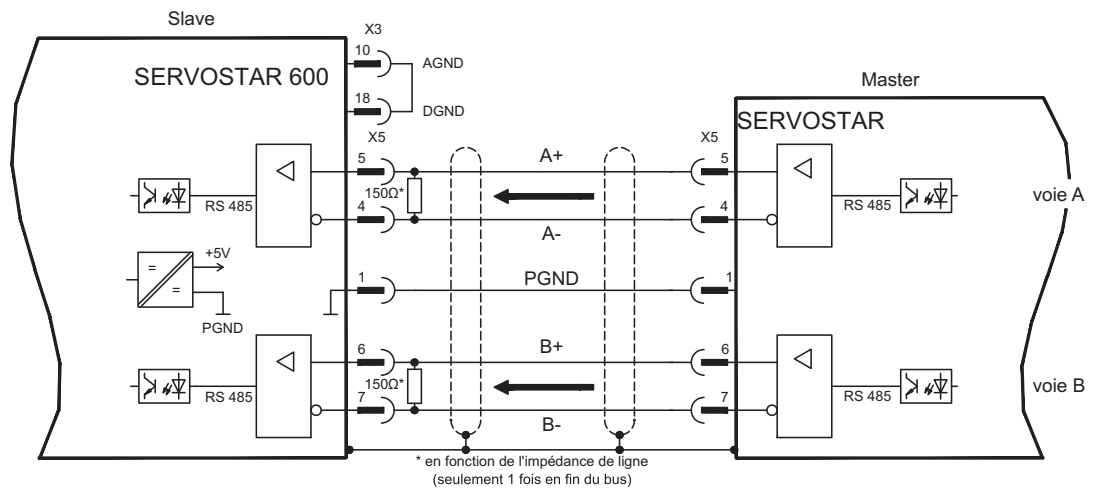 Slave
X3
10
AGND
SERVOSTAR 600
18
DGND
Master
X5
SERVOSTAR
X5
5
A+
5
150Ω*
voie A
RS 485
4
4
RS 485
A-
+5V
=
=
1
PGND
1
PGND
6
B+
6
150Ω*
voie B
RS 485
7
7
RS 485
B-
* en fonction de l'impédance de ligne
(seulement 1 fois en fin du bus)